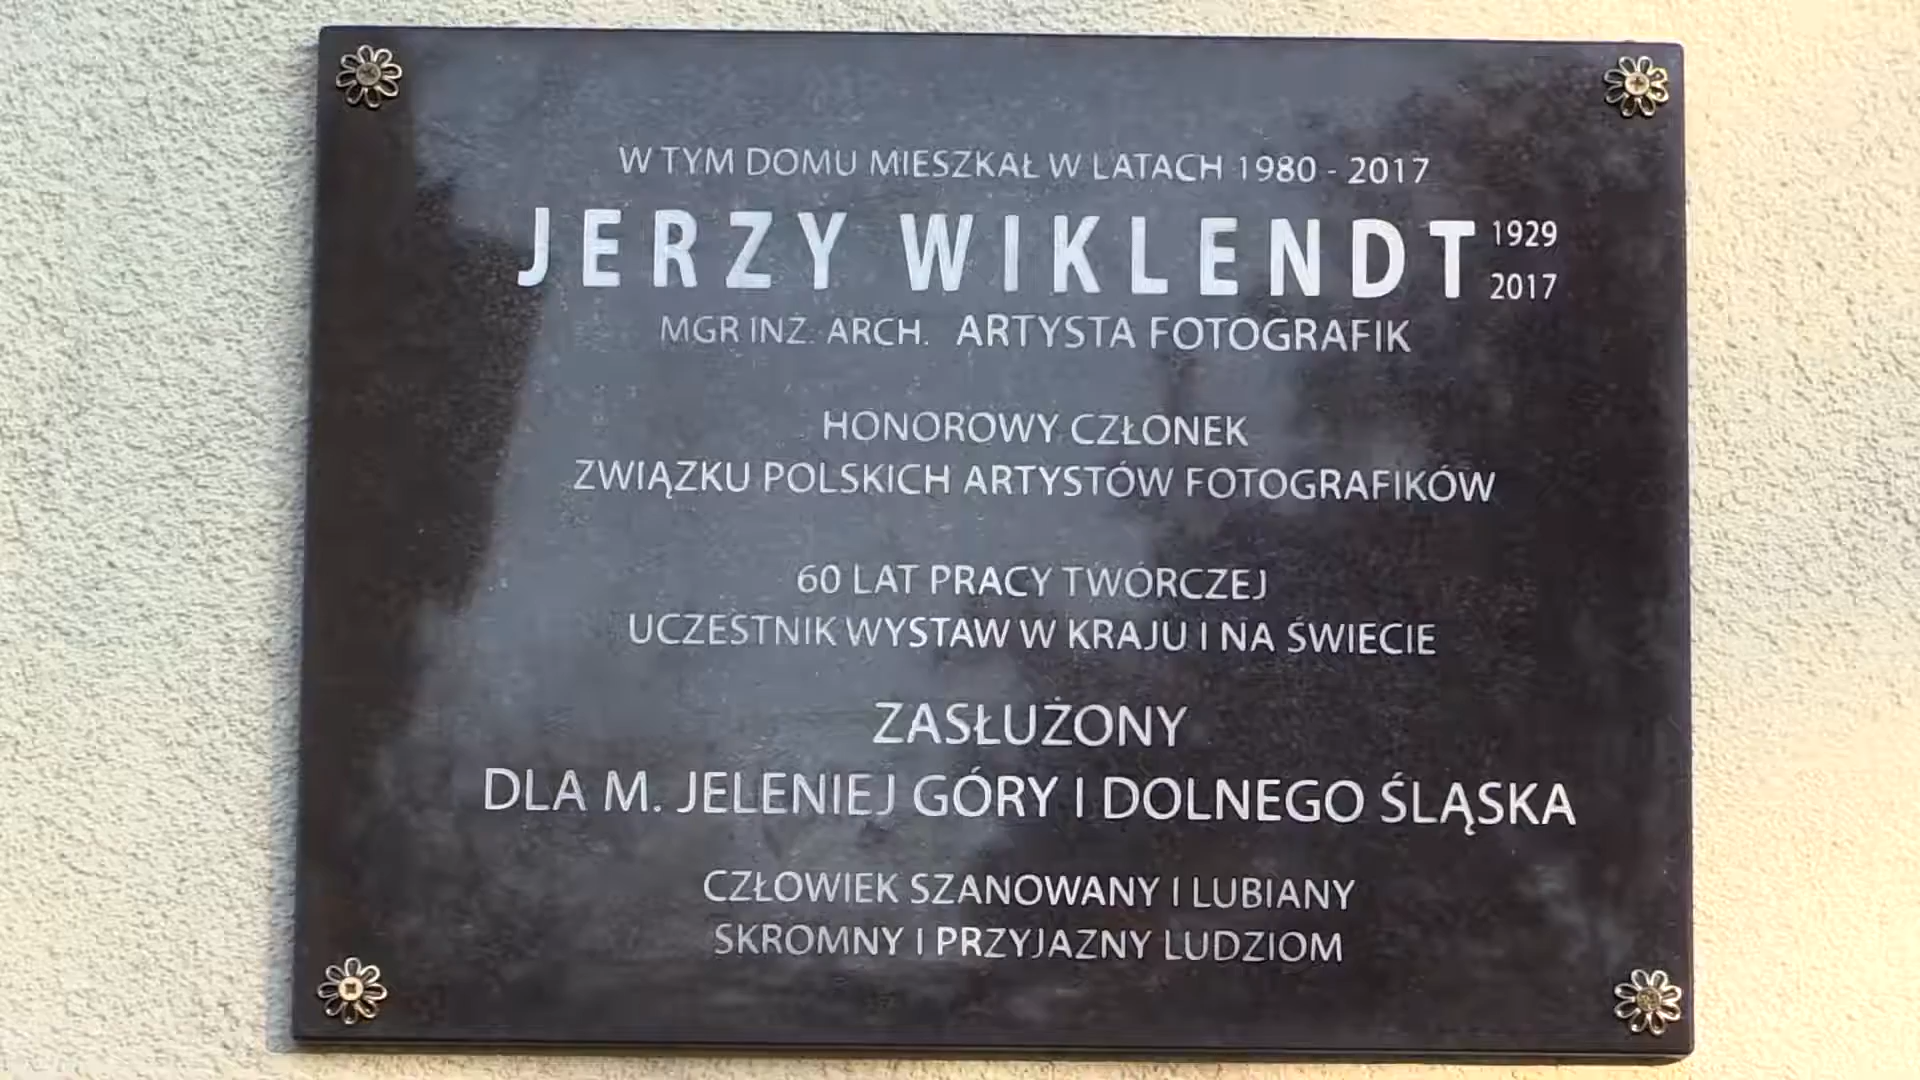 W TYM DOMU MIESZKAŁ W LATACH 1980 - 2017
JERZY WIKLENDT 1929 2017
MGR INŻ. ARCH. ARTYSTA FOTOGRAFIK
HONOROWY CZŁONEK
ZWIĄZKU POLSKICH ARTYSTÓW FOTOGRAFIKÓW
60 LAT PRACY TWÓRCZEJ
UCZESTNIK WYSTAW W KRAJU I NA ŚWIECIE
ZASŁUŻONY
DLA M. JELENIEJ GÓRY I DOLNEGO ŚLĄSKA
CZŁOWIEK SZANOWANY I LUBIANY
SKROMNY I PRZYJAZNY LUDZIOM